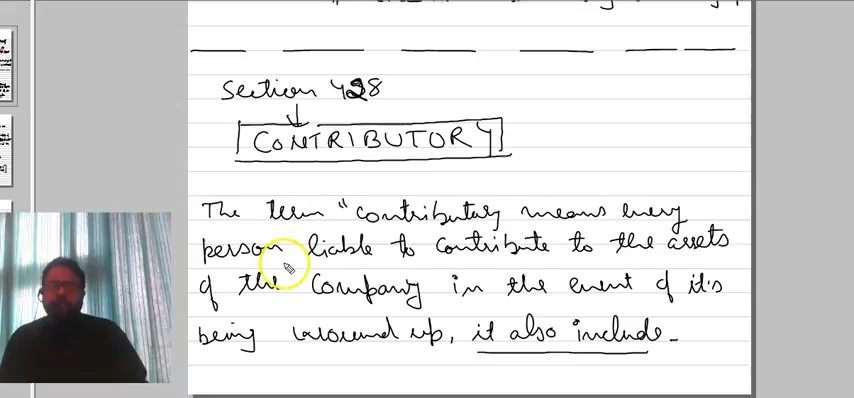 Section 428
CONTRIBUTORY
The term "contributory means every
person liable to contribute to the assets
of the Company in the event of it's
being wound up, it also include -